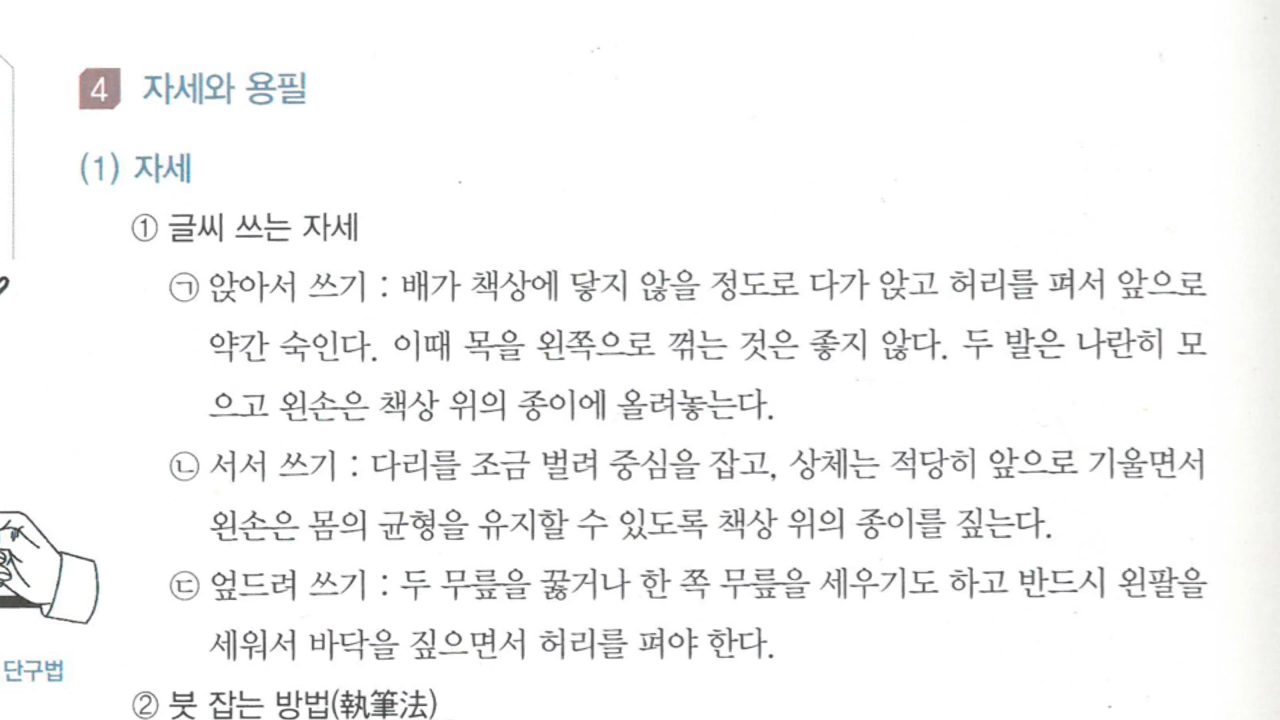 4 자세와 용필
(1) 자세
① 글씨 쓰는 자세
㉠ 앉아서 쓰기 : 배가 책상에 닿지 않을 정도로 다가 앉고 허리를 펴서 앞으로
약간 숙인다. 이때 목을 왼쪽으로 꺾는 것은 좋지 않다. 두 발은 나란히 모
으고 왼손은 책상 위의 종이에 올려놓는다.
㉡ 서서 쓰기 : 다리를 조금 벌려 중심을 잡고, 상체는 적당히 앞으로 기울면서
왼손은 몸의 균형을 유지할 수 있도록 책상 위의 종이를 짚는다.
㉢ 엎드려 쓰기 : 두 무릎을 꿇거나 한 쪽 무릎을 세우기도 하고 반드시 왼팔을
세워서 바닥을 짚으면서 허리를 펴야 한다.
단구법
② 붓 잡는 방법(執筆法)